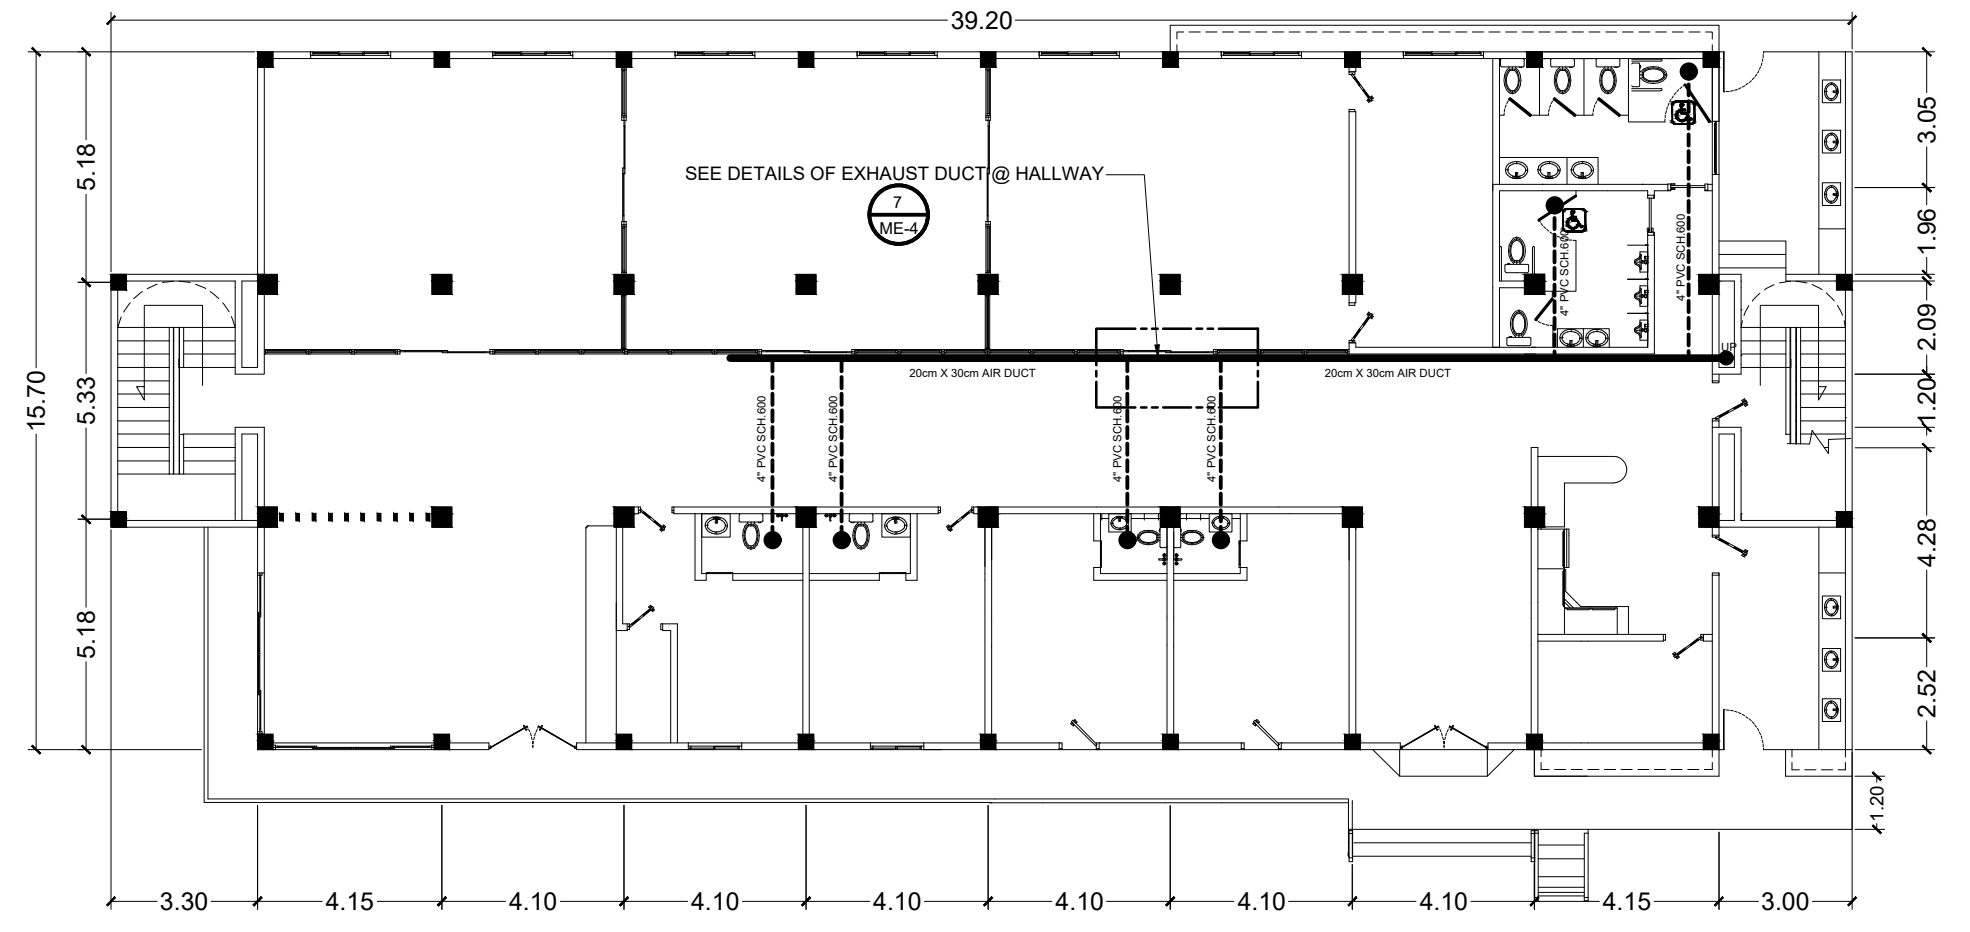 39.20
15.70
5.18
5.33
5.18
3.05
1.96
2.09
1.20
4.28
2.52
1.20
SEE DETAILS OF EXHAUST DUCT @ HALLWAY
7
ME-4
4" PVC SCH.600
4" PVC SCH.600
UP
20cm X 30cm AIR DUCT
20cm X 30cm AIR DUCT
4" PVC SCH.600
4" PVC SCH.600
4" PVC SCH.600
4" PVC SCH.600
3.30
4.15
4.10
4.10
4.10
4.10
4.10
4.10
4.15
3.00